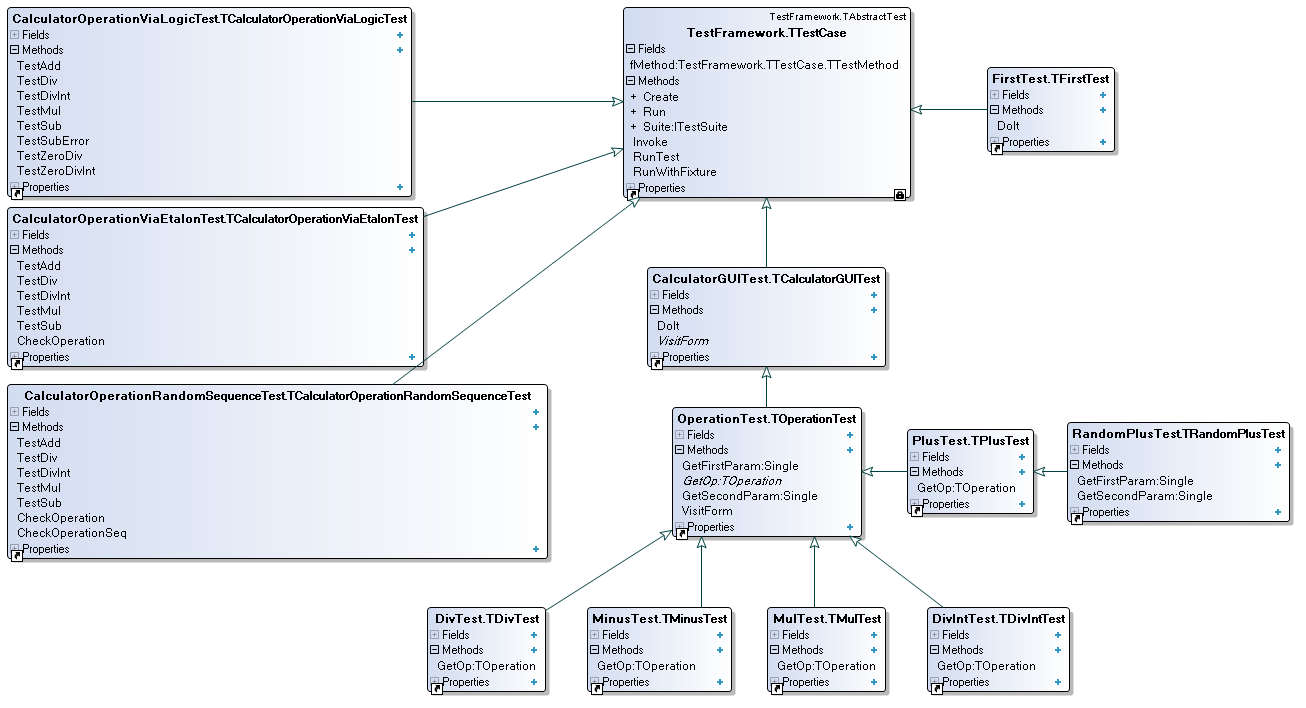 CalculatorOperationViaLogicTest.TCalculatorOperationViaLogicTest
Fields
Methods
TestAdd
TestDiv
TestDivInt
TestMul
TestSub
TestSubError
TestZeroDiv
TestZeroDivInt
Properties
CalculatorOperationViaEtalonTest.TCalculatorOperationViaEtalonTest
Fields
Methods
TestAdd
TestDiv
TestDivInt
TestMul
TestSub
CheckOperation
Properties
CalculatorOperationRandomSequenceTest.TCalculatorOperationRandomSequenceTest
Fields
Methods
TestAdd
TestDiv
TestDivInt
TestMul
TestSub
CheckOperation
CheckOperationSeq
Properties
TestFramework.TAbstractTest
TestFramework.TTestCase
Fields
fMethod:TestFramework.TTestCase.TTestMethod
Methods
+ Create
+ Run
+ Suite:ITestSuite
Invoke
RunTest
RunWithFixture
Properties
FirstTest.TFirstTest
Fields
Methods
DoIt
Properties
CalculatorGUITest.TCalculatorGUITest
Fields
Methods
DoIt
VisitForm
Properties
OperationTest.TOperationTest
Fields
Methods
GetFirstParam:Single
GetOp:TOperation
GetSecondParam:Single
VisitForm
Properties
PlusTest.TPlusTest
Fields
Methods
GetOp:TOperation
Properties
RandomPlusTest.TRandomPlusTest
Fields
Methods
GetFirstParam:Single
GetSecondParam:Single
Properties
DivTest.TDivTest
Fields
Methods
GetOp:TOperation
Properties
MinusTest.TMinusTest
Fields
Methods
GetOp:TOperation
Properties
MulTest.TMulTest
Fields
Methods
GetOp:TOperation
Properties
DivIntTest.TDivIntTest
Fields
Methods
GetOp:TOperation
Properties